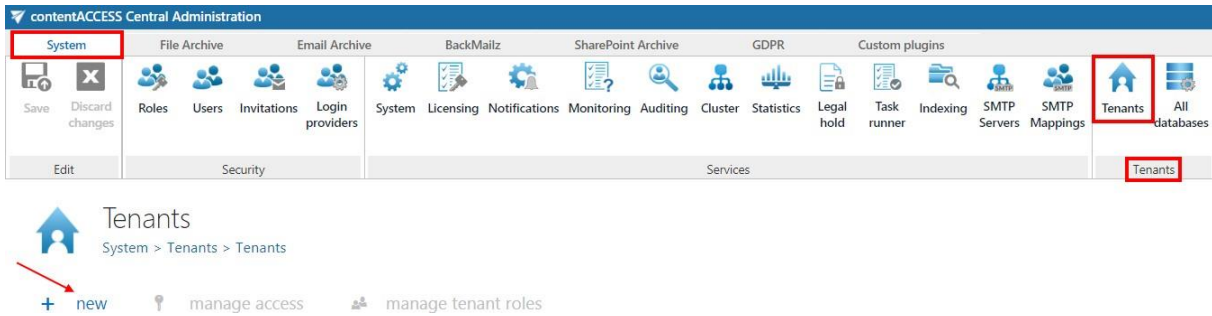 contentACCESS Central Administration
System File Archive Email Archive BackMailz SharePoint Archive GDPR Custom plugins
Save Discard changes Roles Users Invitations Login providers System Licensing Notifications Monitoring Auditing Cluster Statistics Legal hold Task runner Indexing SMTP Servers SMTP Mappings Tenants All databases
Edit Security Services Tenants
Tenants
System > Tenants > Tenants
+ new manage access manage tenant roles